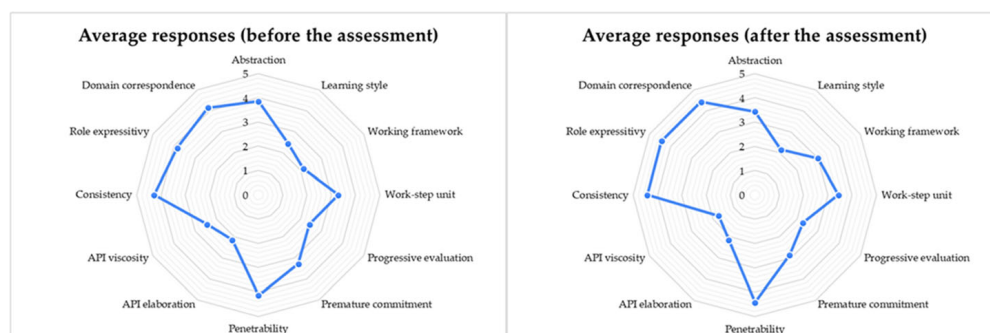 Average responses (before the assessment)
Abstraction
Learning style
Working framework
Work-step unit
Progressive evaluation
Premature commitment
Penetrability
API elaboration
API viscosity
Consistency
Role expressitivy
Domain correspondence
5
4
3
2
1
0
Average responses (after the assessment)
Abstraction
Learning style
Working framework
Work-step unit
Progressive evaluation
Premature commitment
Penetrability
API elaboration
API viscosity
Consistency
Role expressitivy
Domain correspondence
5
4
3
2
1
0